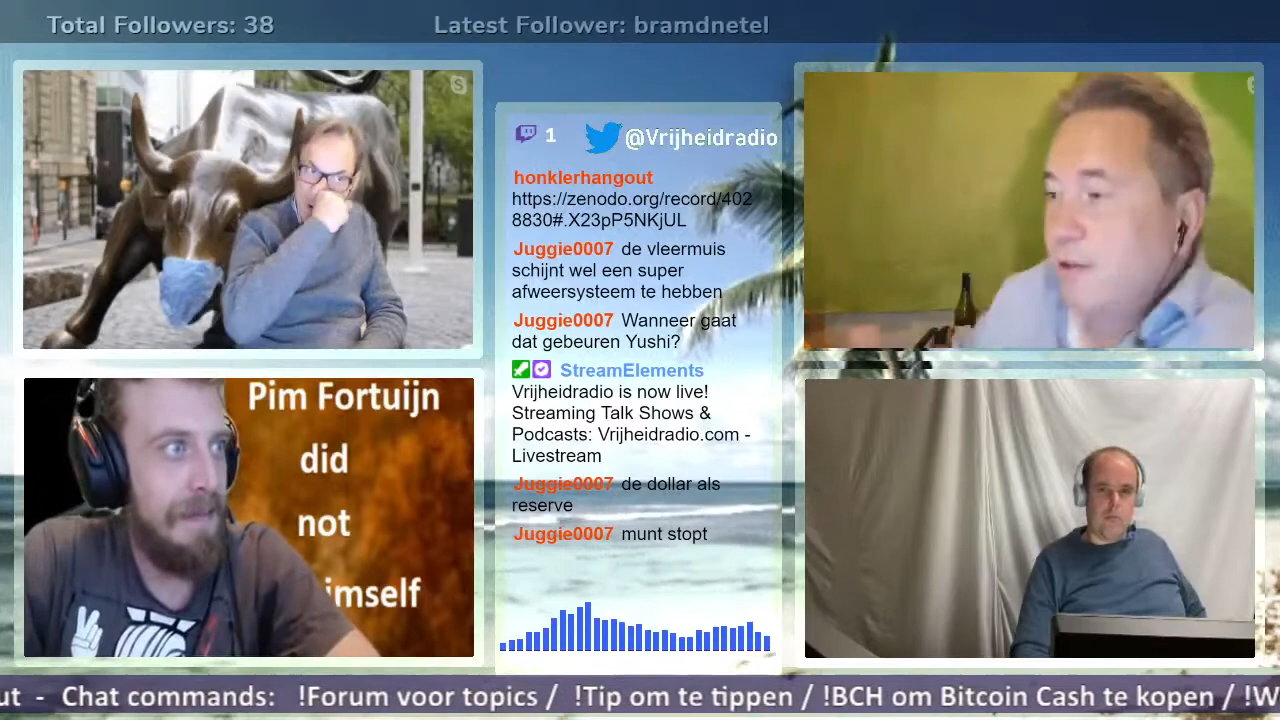 Total Followers: 38
Latest Follower: bramdnetel
1
@Vrijheidradio
honklerhangout
https://zenodo.org/record/402
8830#.X23pP5NKjUL
Juggie0007 de vleermuis
schijnt wel een super
afweersysteem te hebben
Juggie0007 Wanneer gaat
dat gebeuren Yushi?
StreamElements
Vrijheidradio is now live!
Streaming Talk Shows &
Podcasts: Vrijheidradio.com -
Livestream
Juggie0007 de dollar als
reserve
Juggie0007 munt stopt
Pim Fortuijn
did
not
imself
ut - Chat commands: !Forum voor topics / !Tip om te tippen / !BCH om Bitcoin Cash te kopen / !W